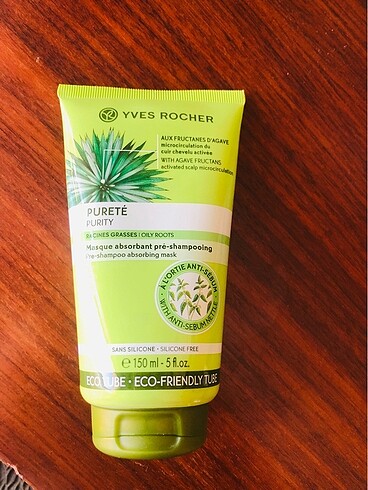 YR
YVES ROCHER
AUX FRUCTANES D'AGAVE
microcirculation du
cuir chevelu activée
WITH AGAVE FRUCTANS
activated scalp microcirculation
PURETÉ
PURITY
RACINES GRASSES | OILY ROOTS
Masque absorbant pré-shampooing
Pre-shampoo absorbing mask
À L'ORTIE ANTI-SÉBUM
WITH ANTI-SEBUM NETTLE
SANS SILICONE • SILICONE FREE
℮ 150 ml - 5 fl.oz.
ECO TUBE • ECO-FRIENDLY TUBE